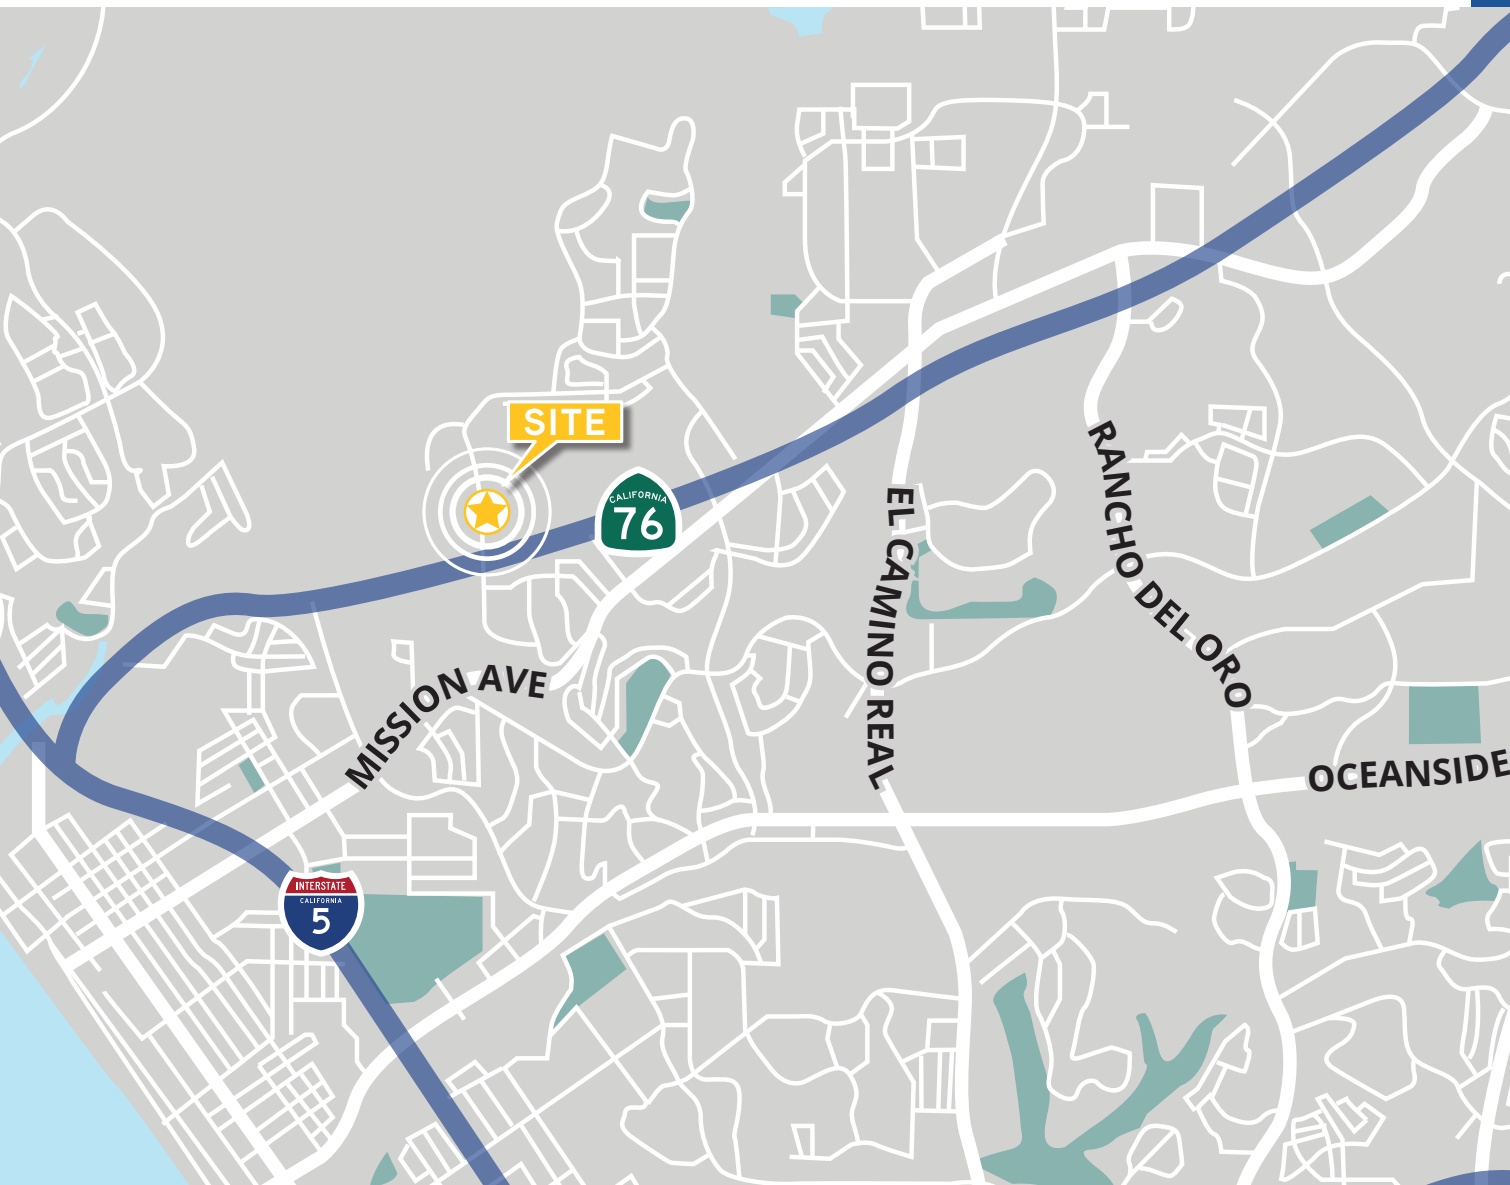 SITE
CALIFORNIA
76
EL CAMINO REAL
RANCHO DEL ORO
MISSION AVE
OCEANSIDE
INTERSTATE
CALIFORNIA
5